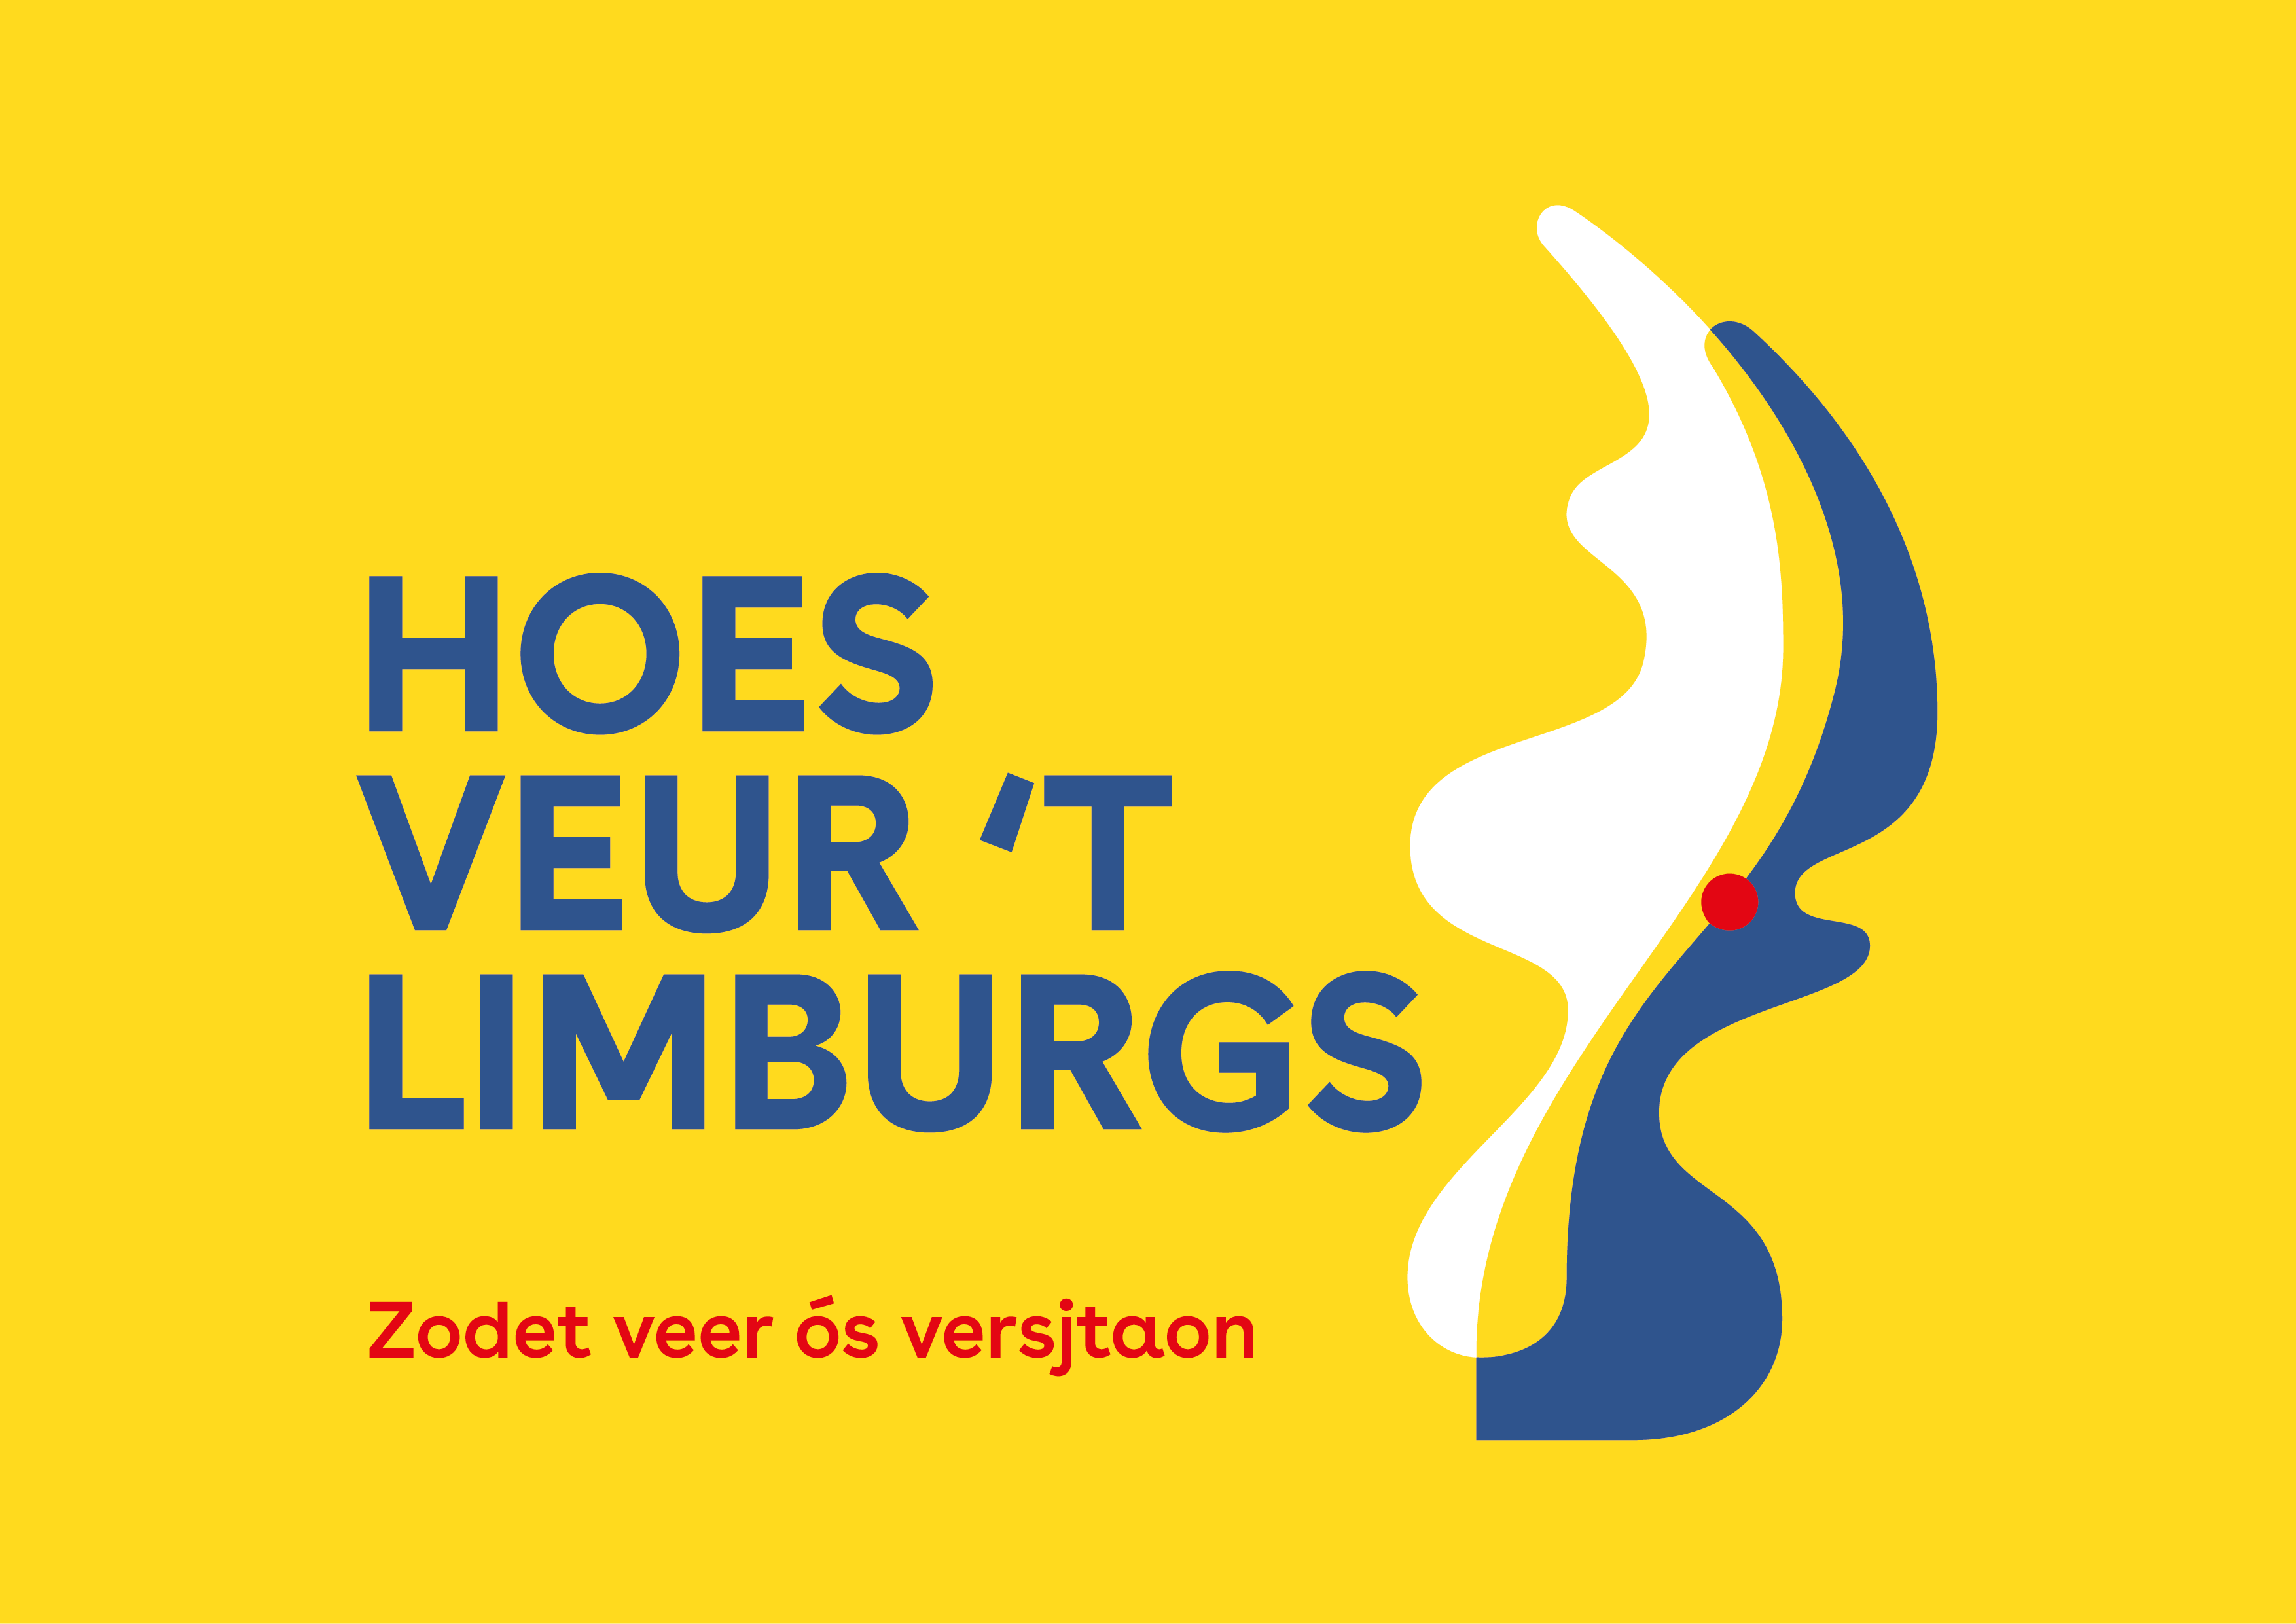 HOES
VEUR ‘T
LIMBURGS
Zodet veer ós versjtaon